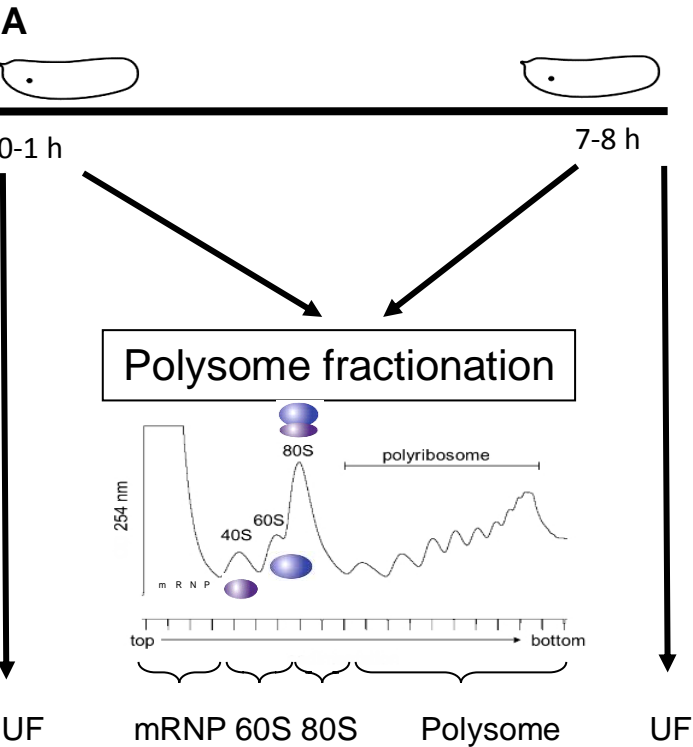 A
0-1 h
7-8 h
Polysome fractionation
80S
polyribosome
254 nm
60S
40S
m R N P
top
bottom
UF
mRNP 60S 80S
Polysome
UF